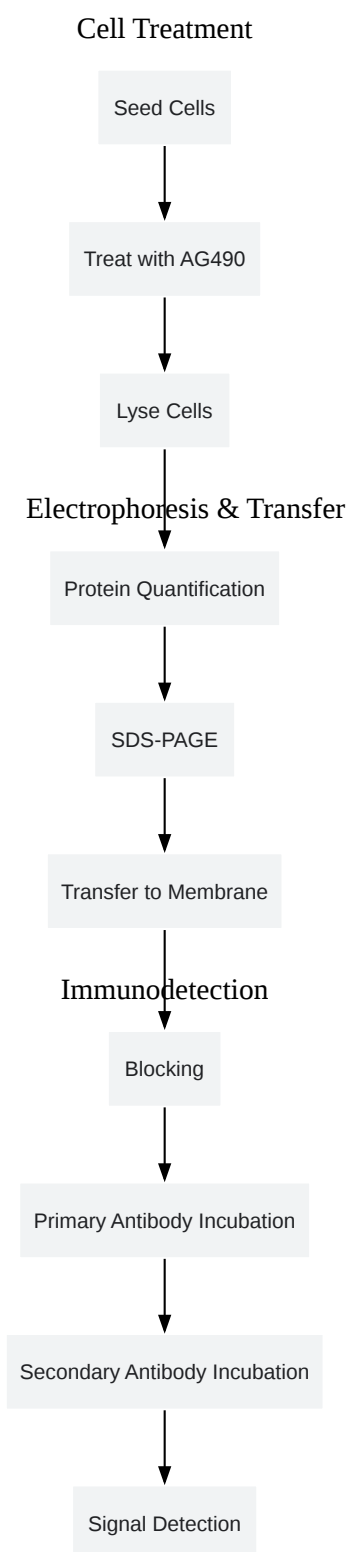 Cell Treatment
Seed Cells
Treat with AG490
Lyse Cells
Electrophoresis & Transfer
Protein Quantification
SDS-PAGE
Transfer to Membrane
Immunodetection
Blocking
Primary Antibody Incubation
Secondary Antibody Incubation
Signal Detection